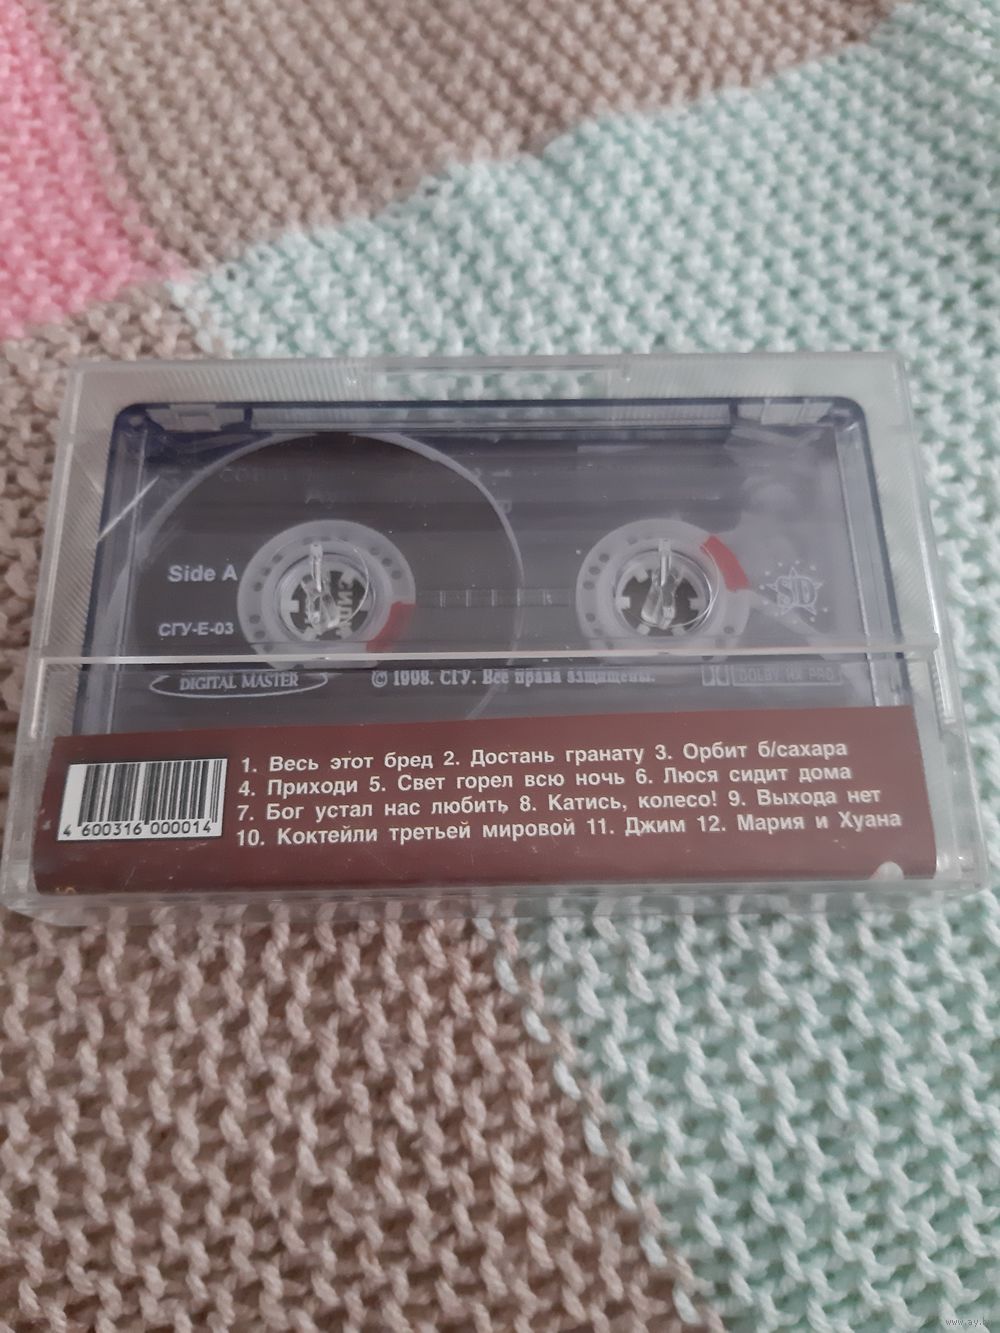 Side A
СГУ-Е-03
SD
DIGITAL MASTER
© 1998. СГУ. Все права защищены.
DOLBY HX PRO
1. Весь этот бред 2. Достань гранату 3. Орбит б/сахара
4. Приходи 5. Свет горел всю ночь 6. Люся сидит дома
7. Бог устал нас любить 8. Катись, колесо! 9. Выхода нет
10. Коктейли третьей мировой 11. Джим 12. Мария и Хуана
4 600316 000014